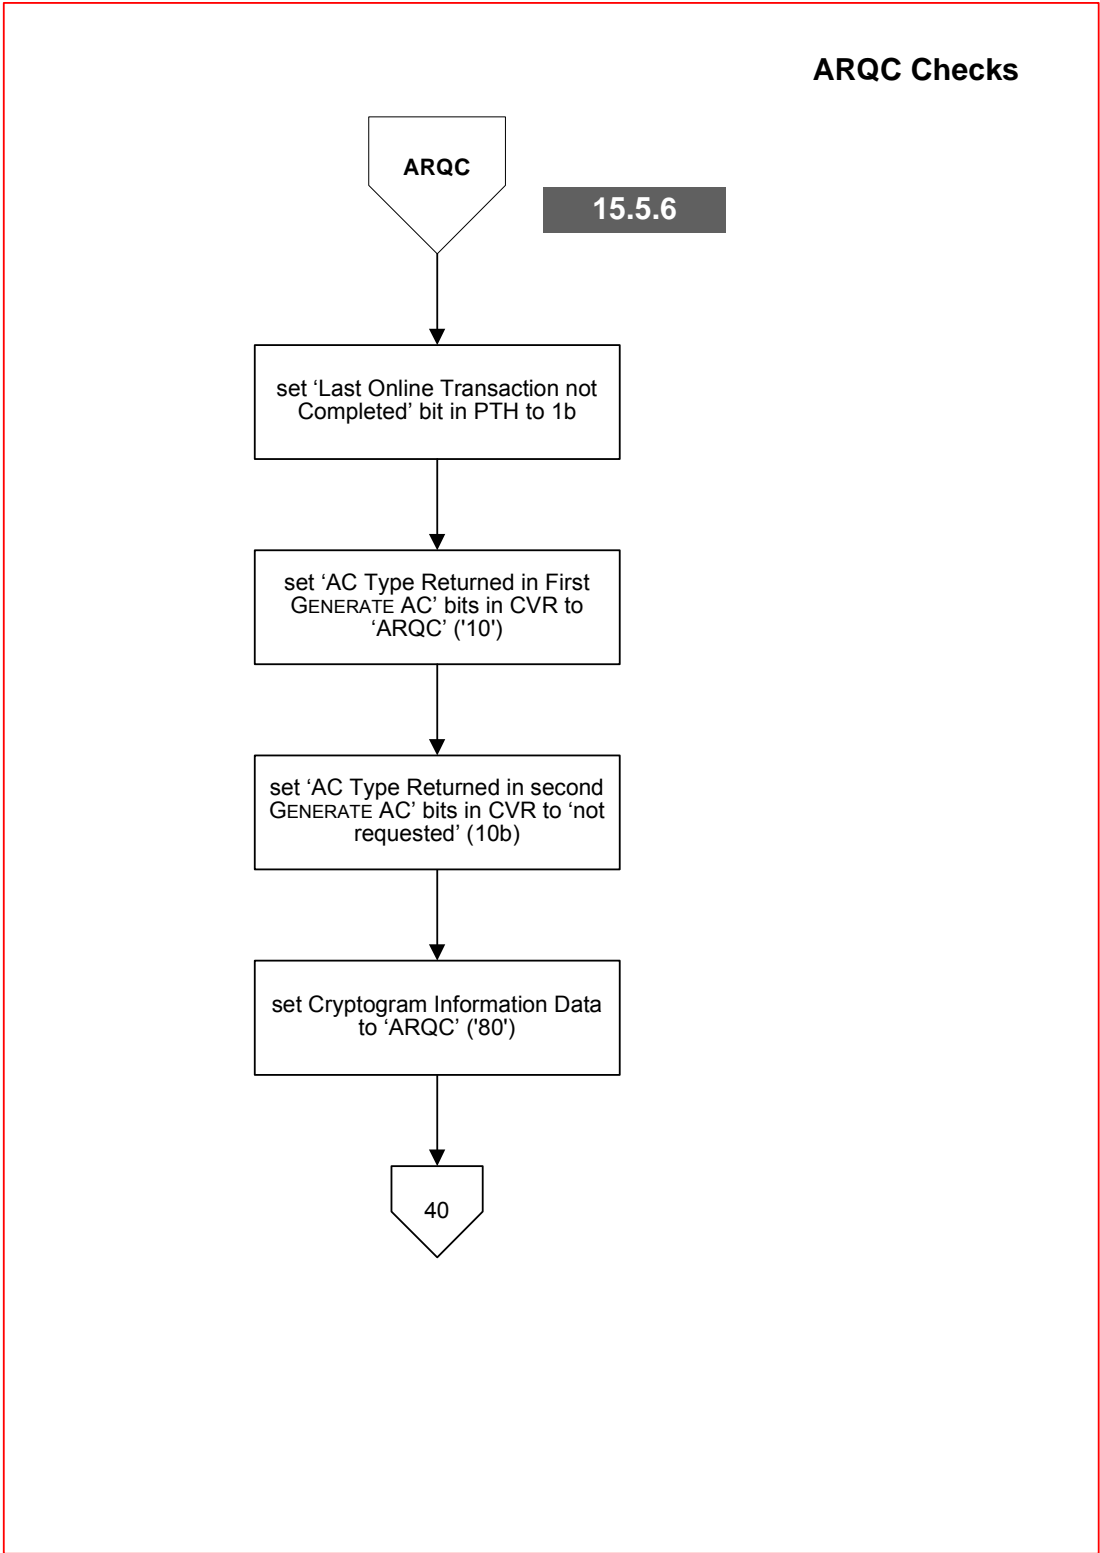 ARQC Checks
ARQC
15.5.6
set ‘Last Online Transaction not
Completed’ bit in PTH to 1b
set ‘AC Type Returned in First
GENERATE AC’ bits in CVR to
‘ARQC’ ('10')
set ‘AC Type Returned in second
GENERATE AC’ bits in CVR to ‘not
requested’ (10b)
set Cryptogram Information Data
to ‘ARQC’ ('80')
40